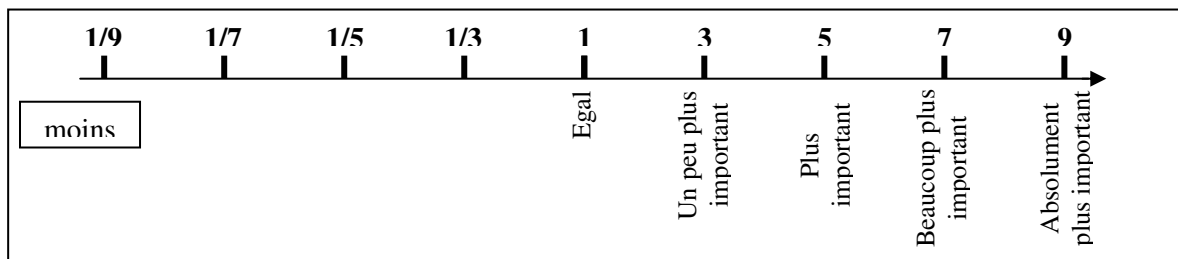 1/9 1/7 1/5 1/3 1 3 5 7 9
moins
Egal
Un peu plus
important
Plus
important
Beaucoup plus
important
Absolument
plus important